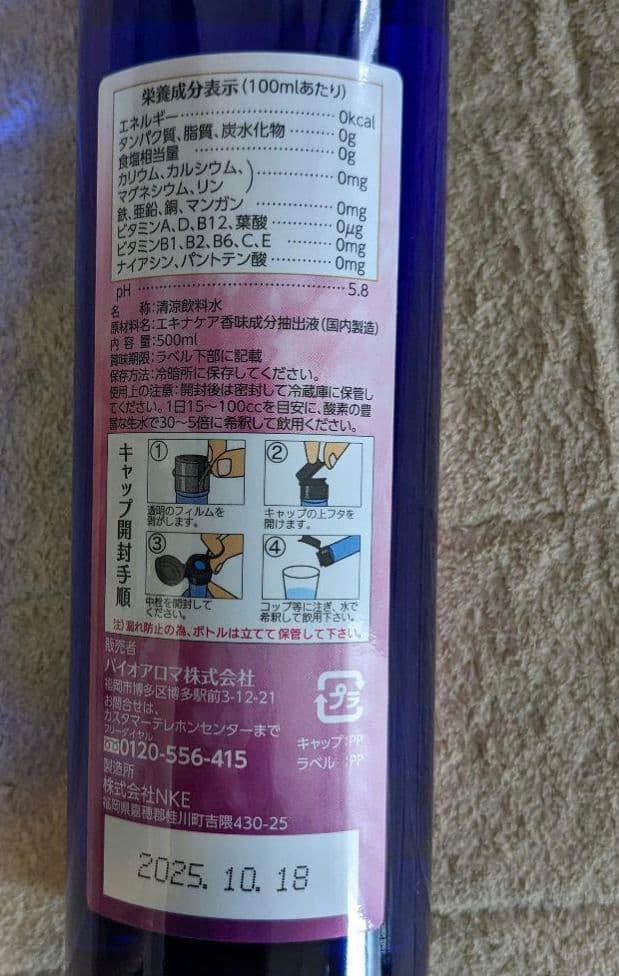 栄養成分表示(100mlあたり)
エネルギー……………………0kcal
タンパク質、脂質、炭水化物………0g
食塩相当量……………………0g
カリウム、カルシウム、
マグネシウム、リン)…………0mg
鉄、亜鉛、銅、マンガン…………0mg
ビタミンA、D、B12、葉酸…………0μg
ビタミンB1、B2、B6、C、E………0mg
ナイアシン、パントテン酸…………0mg
pH……………………………5.8
名　　称:清涼飲料水
原材料名:エキナケア香味成分抽出液(国内製造)
内 容 量:500ml
賞味期限:ラベル下部に記載
保存方法:冷暗所に保存してください。
使用上の注意:開封後は密封して冷蔵庫に保管し
てください。1日15～100ccを目安に、酸素の豊
富な生水で30～5倍に希釈して飲用ください。
キャップ開封手順
①
透明のフィルムを
剥がします。
②
キャップの上フタを
開けます。
③
中栓を開封して
ください。
④
コップ等に注ぎ、水で
希釈して飲用下さい。
注)漏れ防止の為、ボトルは立てて保管して下さい。
販売者
バイオアロマ株式会社
福岡市博多区博多駅前3-12-21
お問合せは、
カスタマーテレホンセンターまで
フリーダイヤル
0120-556-415
製造所
株式会社NKE
福岡県嘉穂郡桂川町吉隈430-25
プラ
キャップ:PP
ラベル:PP
2025.10.18